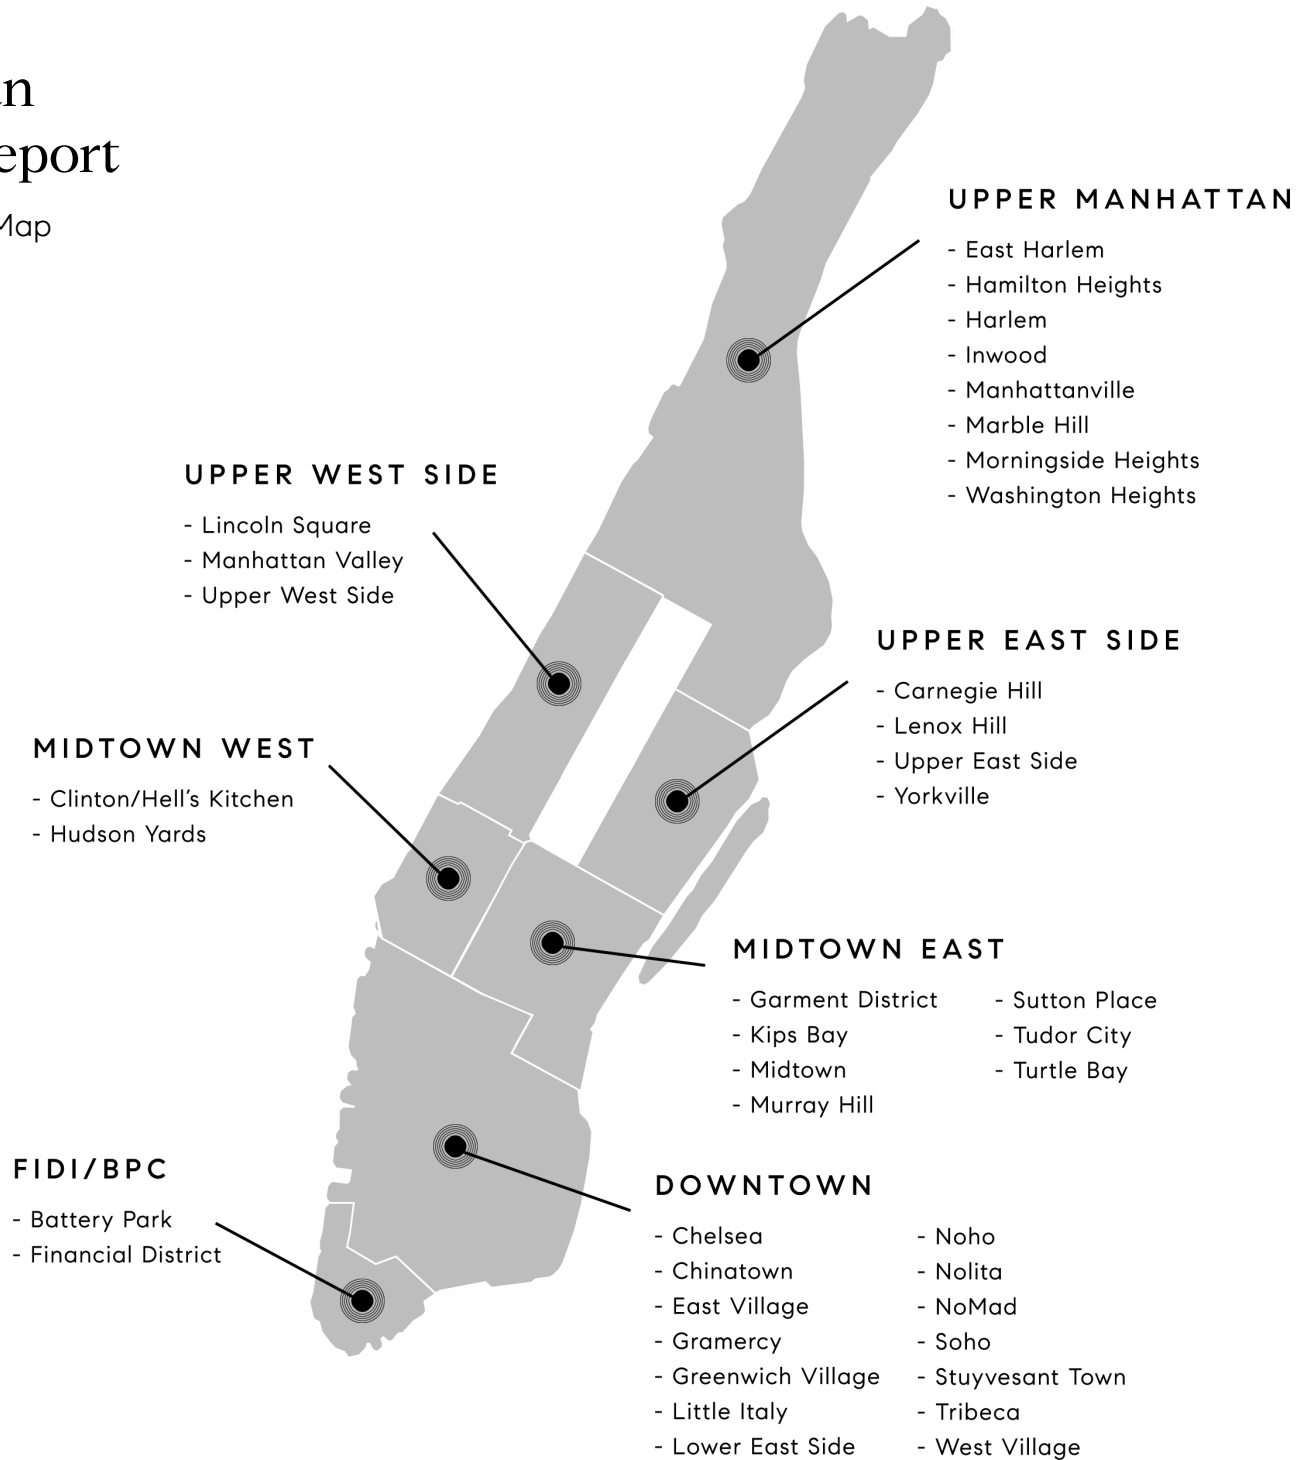 eport
Map
UPPER MANHATTAN
- East Harlem
- Hamilton Heights
- Harlem
- Inwood
- Manhattanville
- Marble Hill
- Morningside Heights
- Washington Heights
UPPER WEST SIDE
- Lincoln Square
- Manhattan Valley
- Upper West Side
UPPER EAST SIDE
- Carnegie Hill
- Lenox Hill
- Upper East Side
- Yorkville
MIDTOWN WEST
- Clinton/Hell's Kitchen
- Hudson Yards
MIDTOWN EAST
- Garment District
- Kips Bay
- Midtown
- Murray Hill
- Sutton Place
- Tudor City
- Turtle Bay
FIDI/BPC
- Battery Park
- Financial District
DOWNTOWN
- Chelsea
- Chinatown
- East Village
- Gramercy
- Greenwich Village
- Little Italy
- Lower East Side
- Noho
- Nolita
- NoMad
- Soho
- Stuyvesant Town
- Tribeca
- West Village